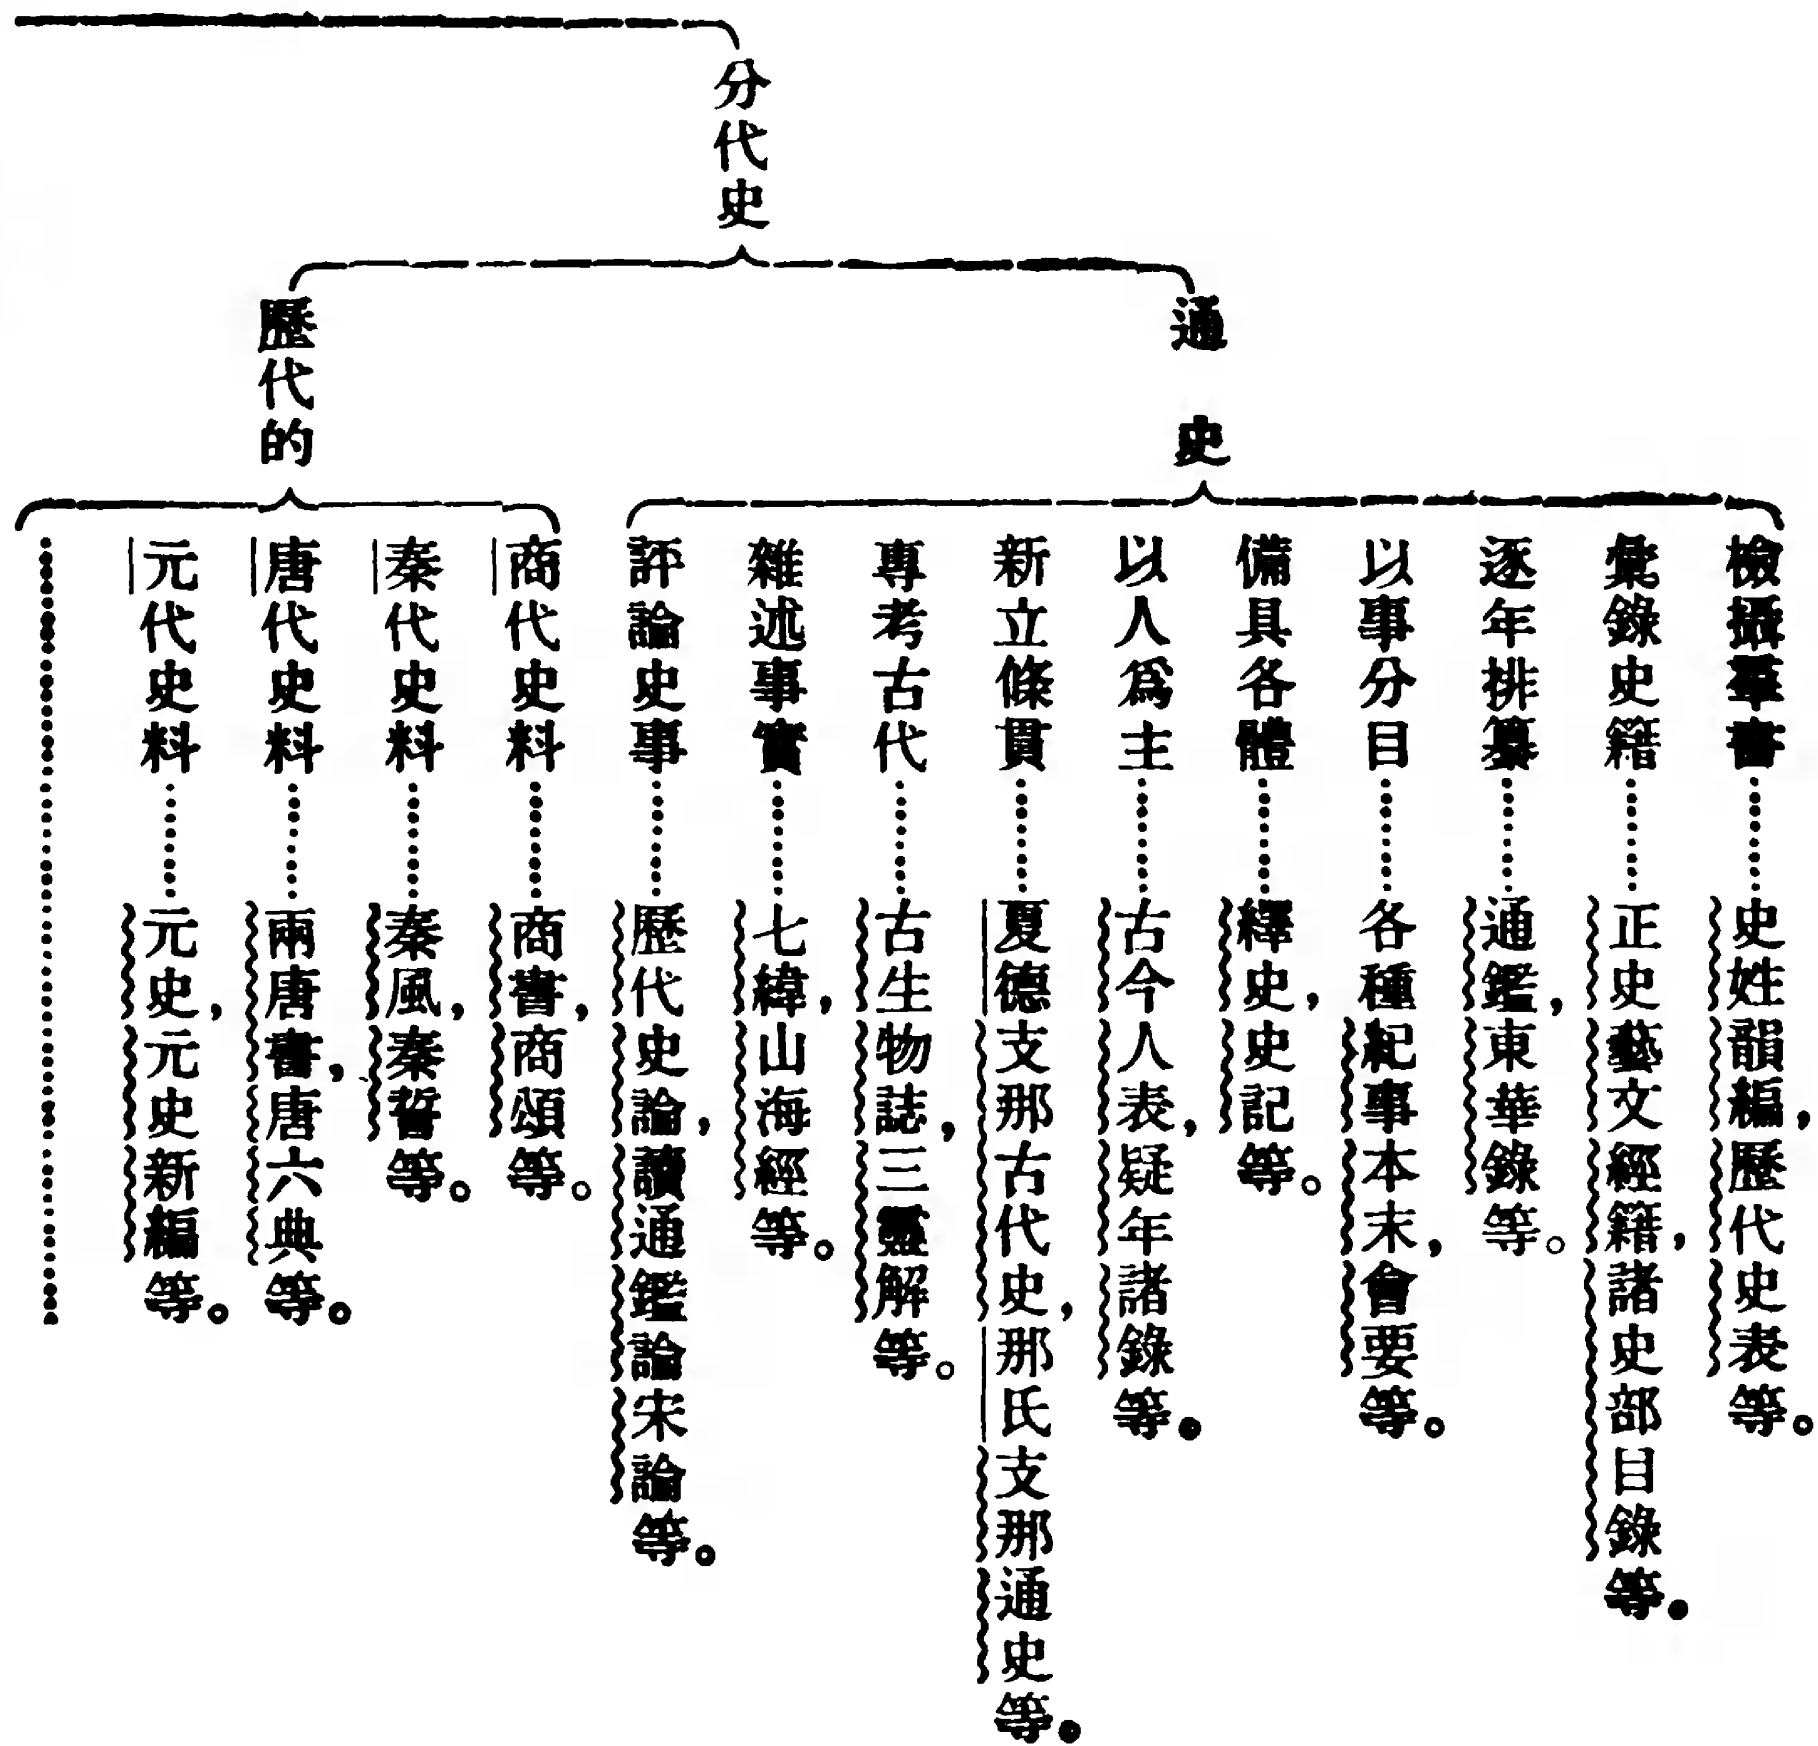 分代史
通史
檢攝羣書……史姓韻編，歷代史表等。
彙錄史籍……正史藝文經籍，諸史部目錄等。
逐年排纂……通鑑，東華錄等。
以事分目……各種紀事本末，會要等。
備具各體……繹史，史記等。
以人爲主……古今人表，疑年諸錄等。
新立條貫……夏德支那古代史，那氏支那通史等。
專考古代……古生物誌，三靈解等。
雜述事實……七緯，山海經等。
評論史事……歷代史論，讀通鑑論宋論等。
歷代的
商代史料……商書，商頌等。
秦代史料……秦風，秦誓等。
唐代史料……兩唐書，唐六典等。
元代史料……元史，元史新編等。
………………………………